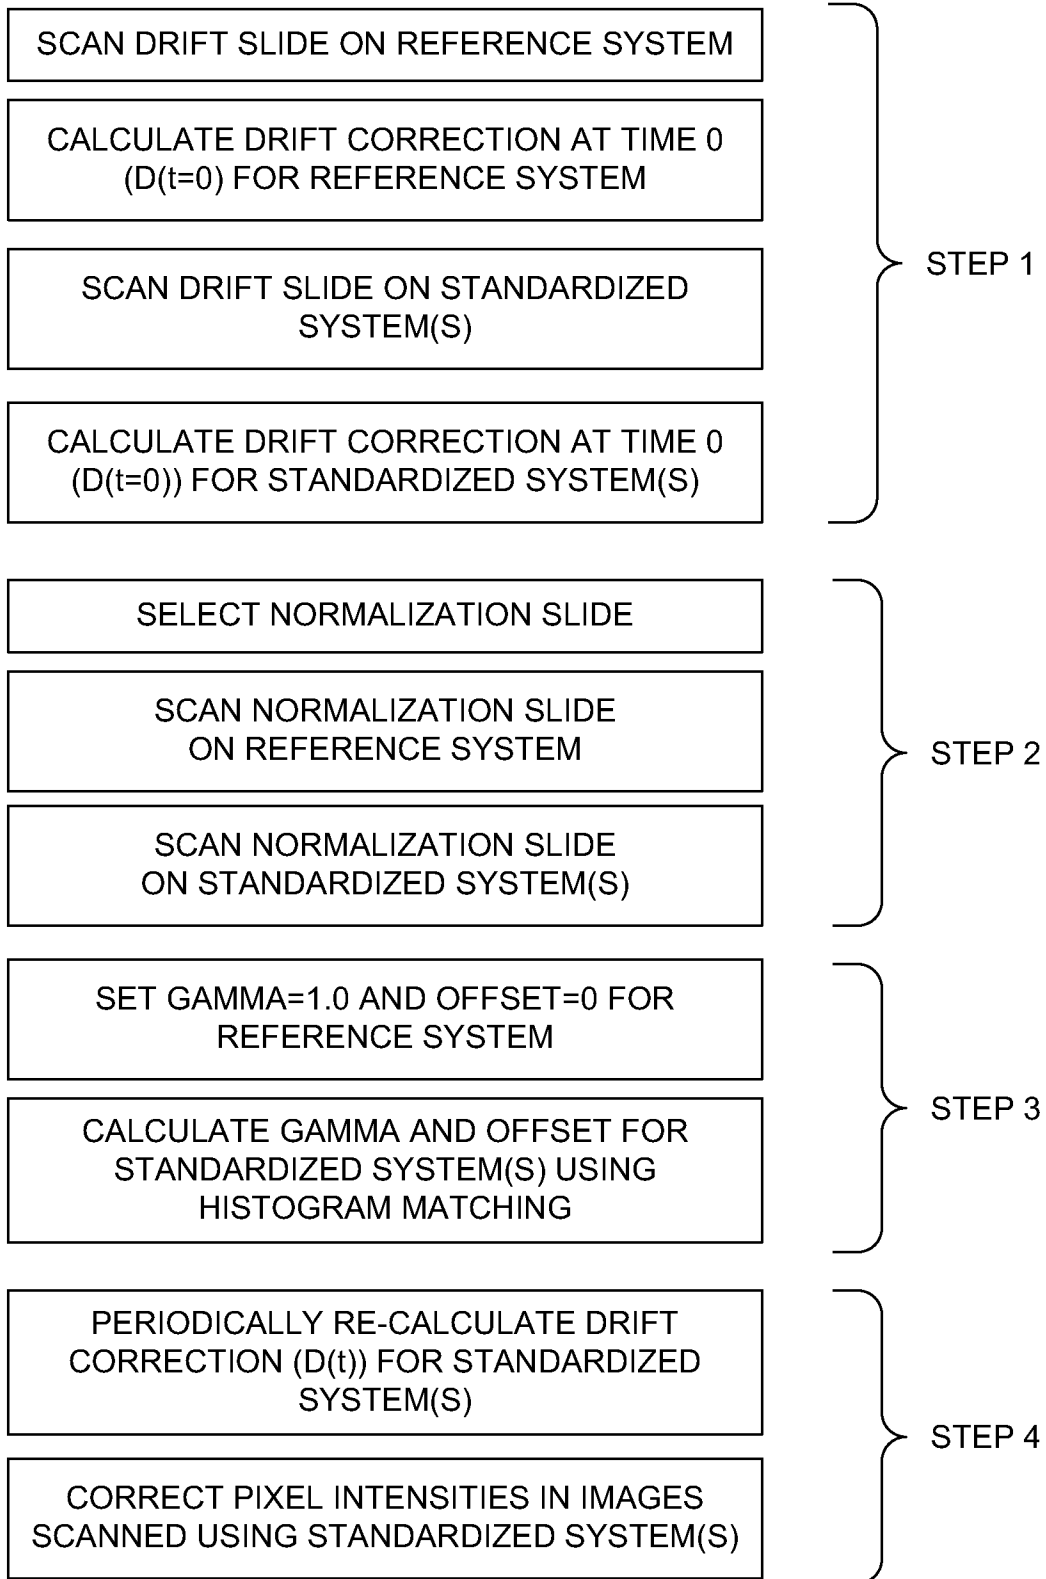 SCAN DRIFT SLIDE ON REFERENCE SYSTEM
CALCULATE DRIFT CORRECTION AT TIME 0
(D(t=0) FOR REFERENCE SYSTEM
SCAN DRIFT SLIDE ON STANDARDIZED
SYSTEM(S)
CALCULATE DRIFT CORRECTION AT TIME 0
(D(t=0)) FOR STANDARDIZED SYSTEM(S)
STEP 1
SELECT NORMALIZATION SLIDE
SCAN NORMALIZATION SLIDE
ON REFERENCE SYSTEM
SCAN NORMALIZATION SLIDE
ON STANDARDIZED SYSTEM(S)
STEP 2
SET GAMMA=1.0 AND OFFSET=0 FOR
REFERENCE SYSTEM
CALCULATE GAMMA AND OFFSET FOR
STANDARDIZED SYSTEM(S) USING
HISTOGRAM MATCHING
STEP 3
PERIODICALLY RE-CALCULATE DRIFT
CORRECTION (D(t)) FOR STANDARDIZED
SYSTEM(S)
CORRECT PIXEL INTENSITIES IN IMAGES
SCANNED USING STANDARDIZED SYSTEM(S)
STEP 4